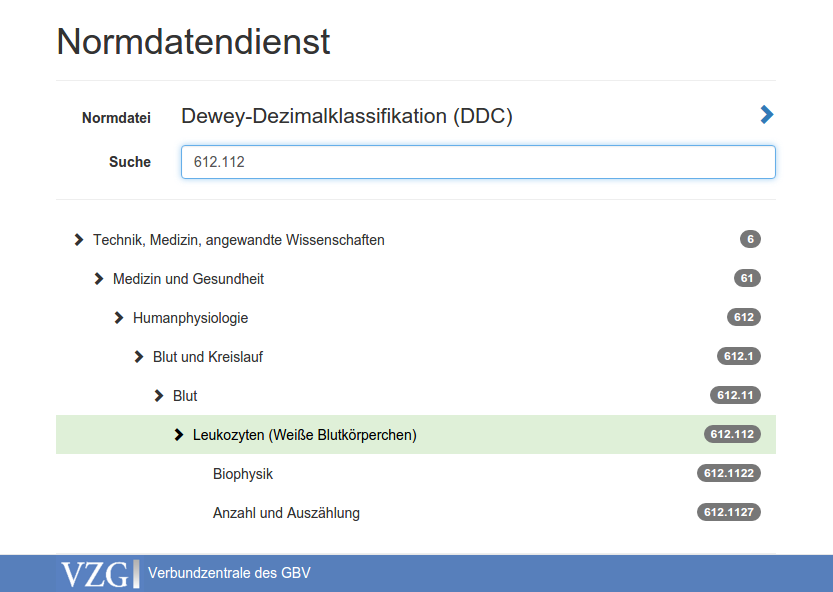 Normdatendienst
Normdatei Dewey-Dezimalklassifikation (DDC)
Suche 612.112
Technik, Medizin, angewandte Wissenschaften 6
Medizin und Gesundheit 61
Humanphysiologie 612
Blut und Kreislauf 612.1
Blut 612.11
Leukozyten (Weiße Blutkörperchen) 612.112
Biophysik 612.1122
Anzahl und Auszählung 612.1127
VZG Verbundzentrale des GBV